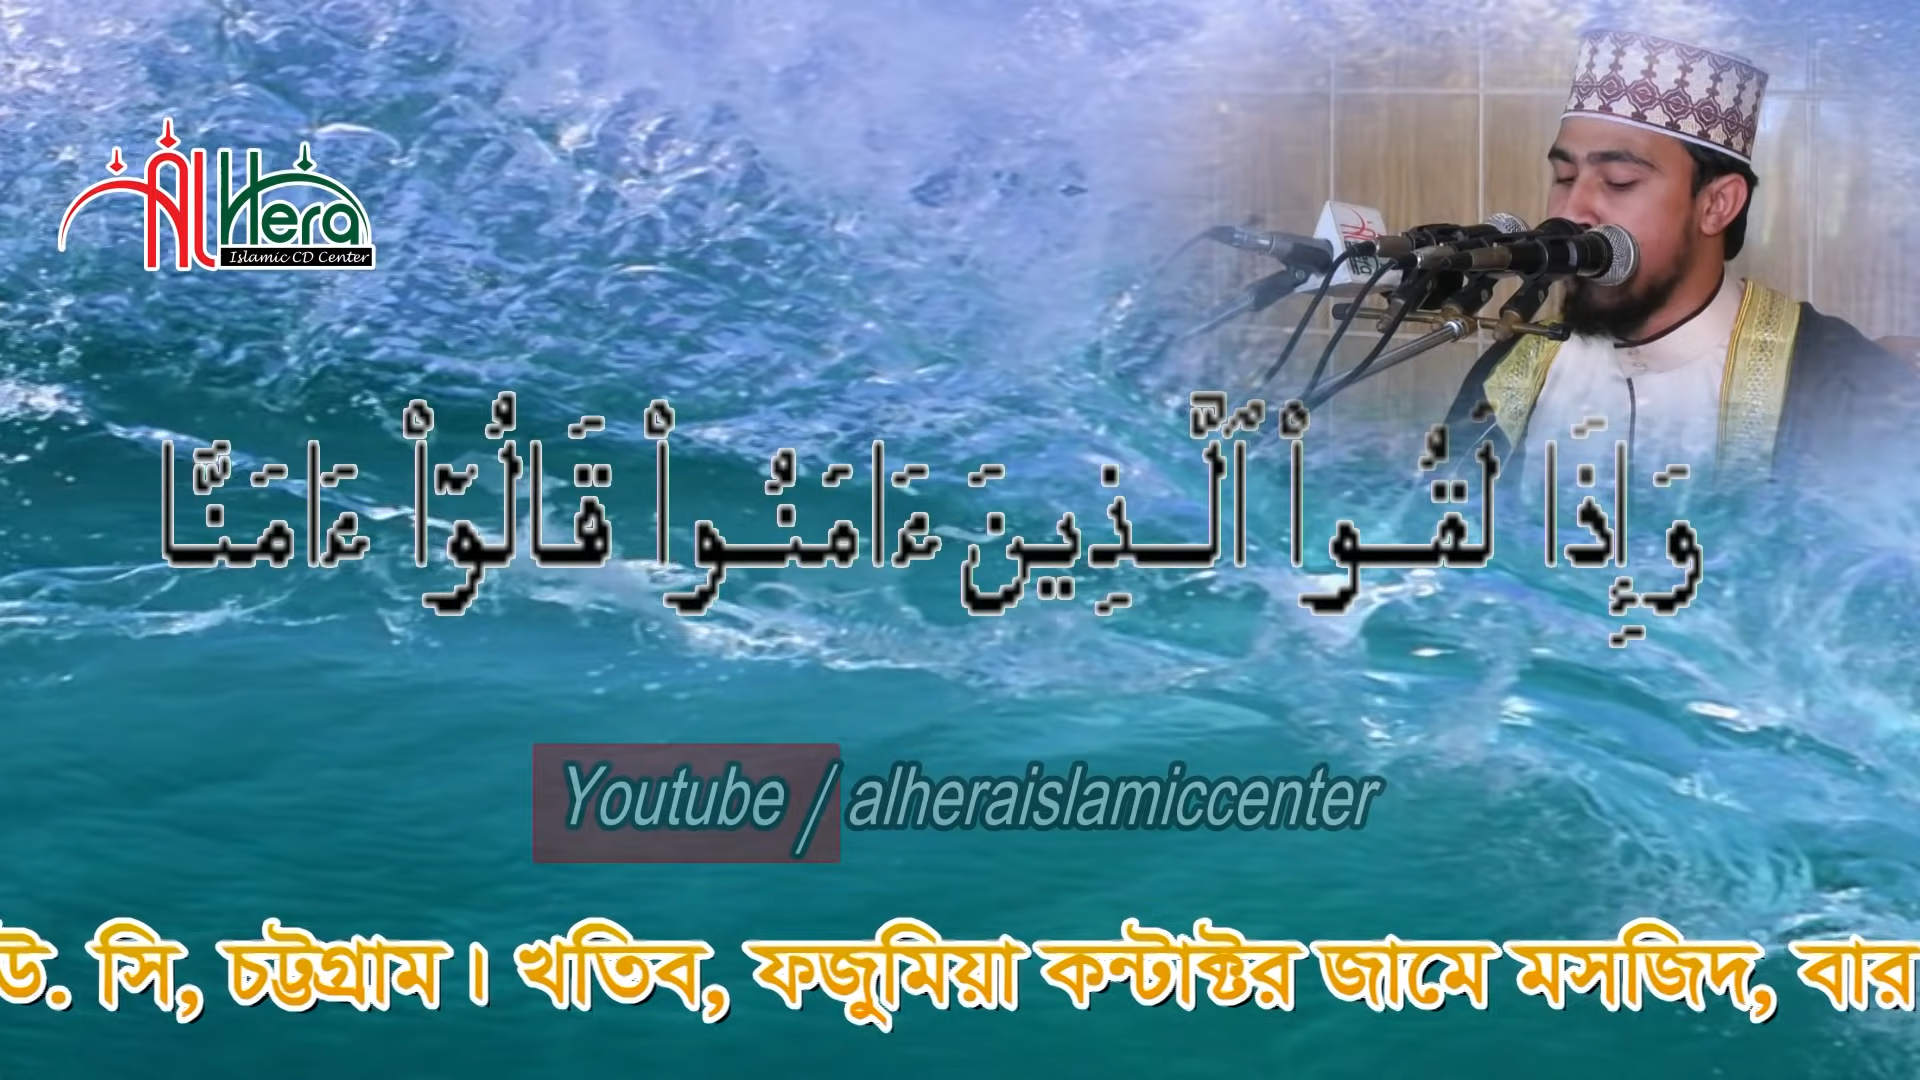 AL Hera
Islamic CD Center
وَإِذَا لَقُوا۟ ٱلَّذِينَ ءَامَنُوا۟ قَالُوٓا۟ ءَامَنَّا
Youtube / alheraislamiccenter
উ. সি, চট্টগ্রাম। খতিব, ফজুমিয়া কন্টাক্টর জামে মসজিদ, বার